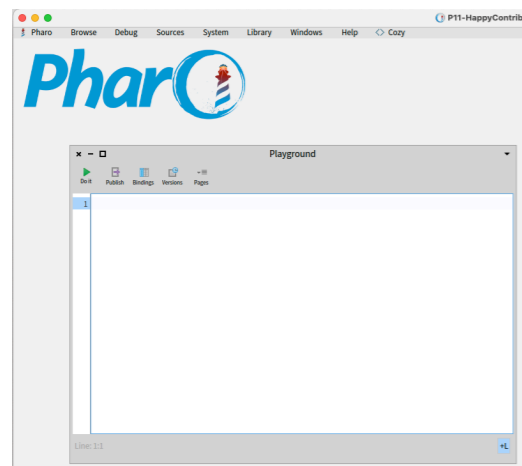 P11-HappyContrib
Pharo Browse Debug Sources System Library Windows Help <> Cozy
Pharo
Playground
Do it Publish Bindings Versions Pages
1
Line: 1:1 +L